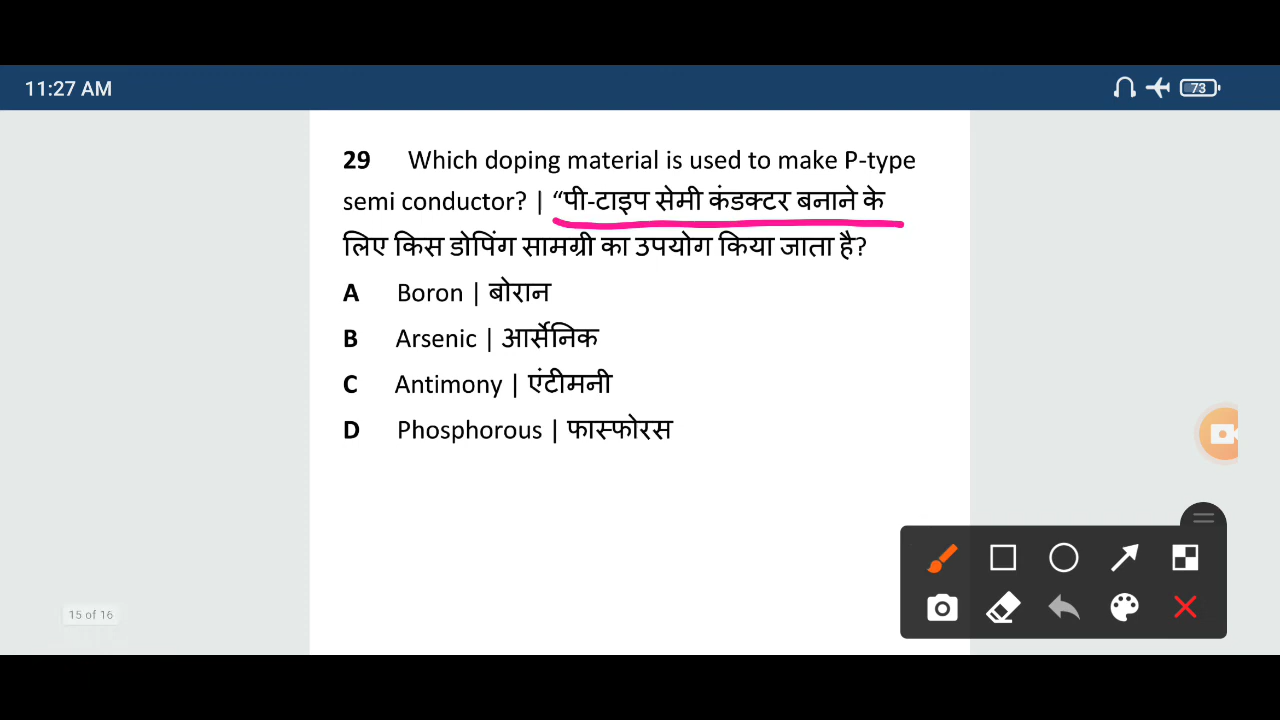 11:27 AM
73
29 Which doping material is used to make P-type
semi conductor? | “पी-टाइप सेमी कंडक्टर बनाने के
लिए किस डोपिंग सामग्री का उपयोग किया जाता है?
A Boron | बोरान
B Arsenic | आर्सेनिक
C Antimony | एंटीमनी
D Phosphorous | फास्फोरस
15 of 16